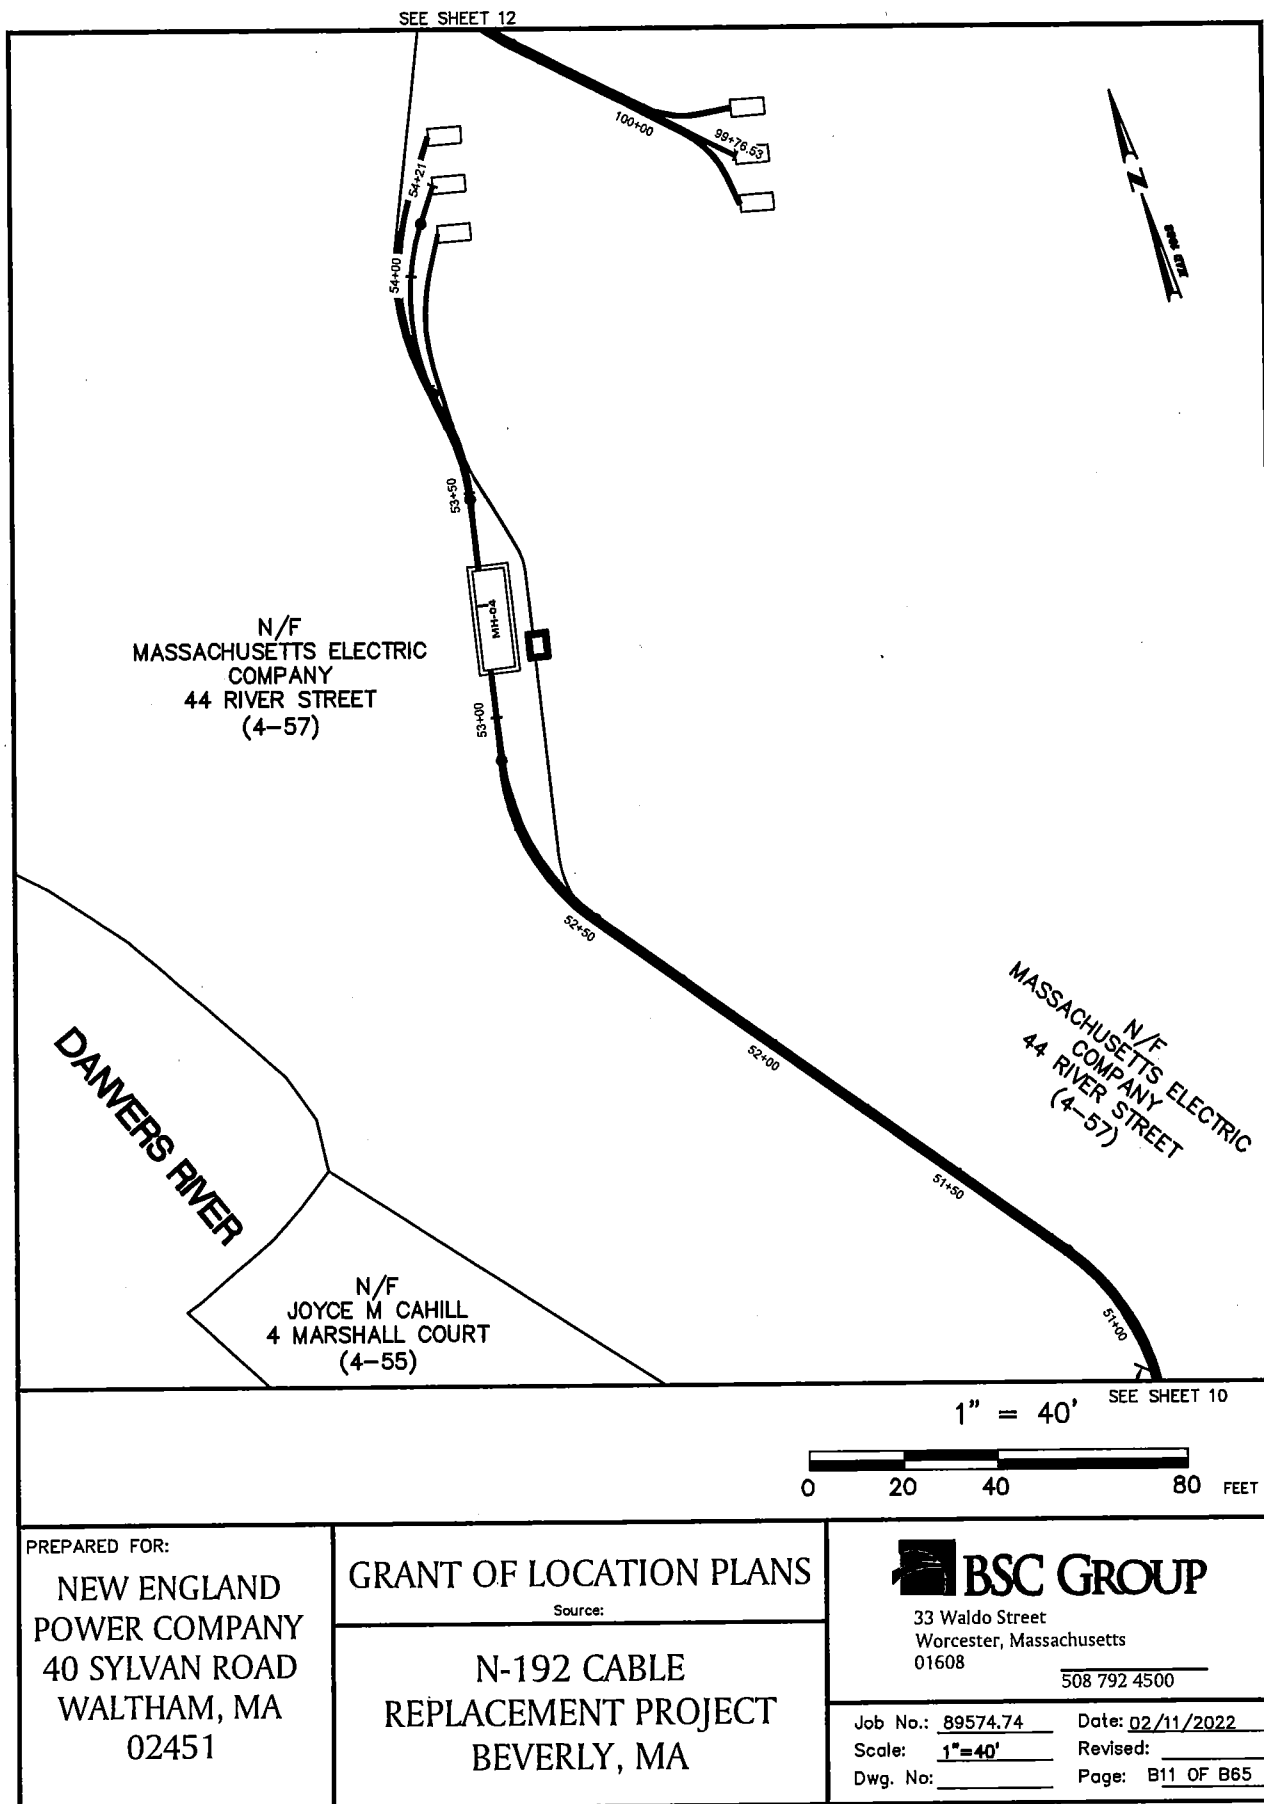 SEE SHEET 12
100+00
99+76.53
54+21
54+00
N
NAD 1983
53+50
MH-04
N/F
MASSACHUSETTS ELECTRIC
COMPANY
44 RIVER STREET
(4-57)
53+00
52+50
52+00
51+50
51+00
N/F
MASSACHUSETTS ELECTRIC
COMPANY
44 RIVER STREET
(4-57)
DANVERS RIVER
N/F
JOYCE M CAHILL
4 MARSHALL COURT
(4-55)
SEE SHEET 10
1" = 40'
0 20 40 80 FEET
PREPARED FOR:
NEW ENGLAND
POWER COMPANY
40 SYLVAN ROAD
WALTHAM, MA
02451
GRANT OF LOCATION PLANS
Source:
N-192 CABLE
REPLACEMENT PROJECT
BEVERLY, MA
BSC GROUP
33 Waldo Street
Worcester, Massachusetts
01608
508 792 4500
Job No.: 89574.74 Date: 02/11/2022
Scale: 1"=40' Revised:
Dwg. No: Page: B11 OF B65